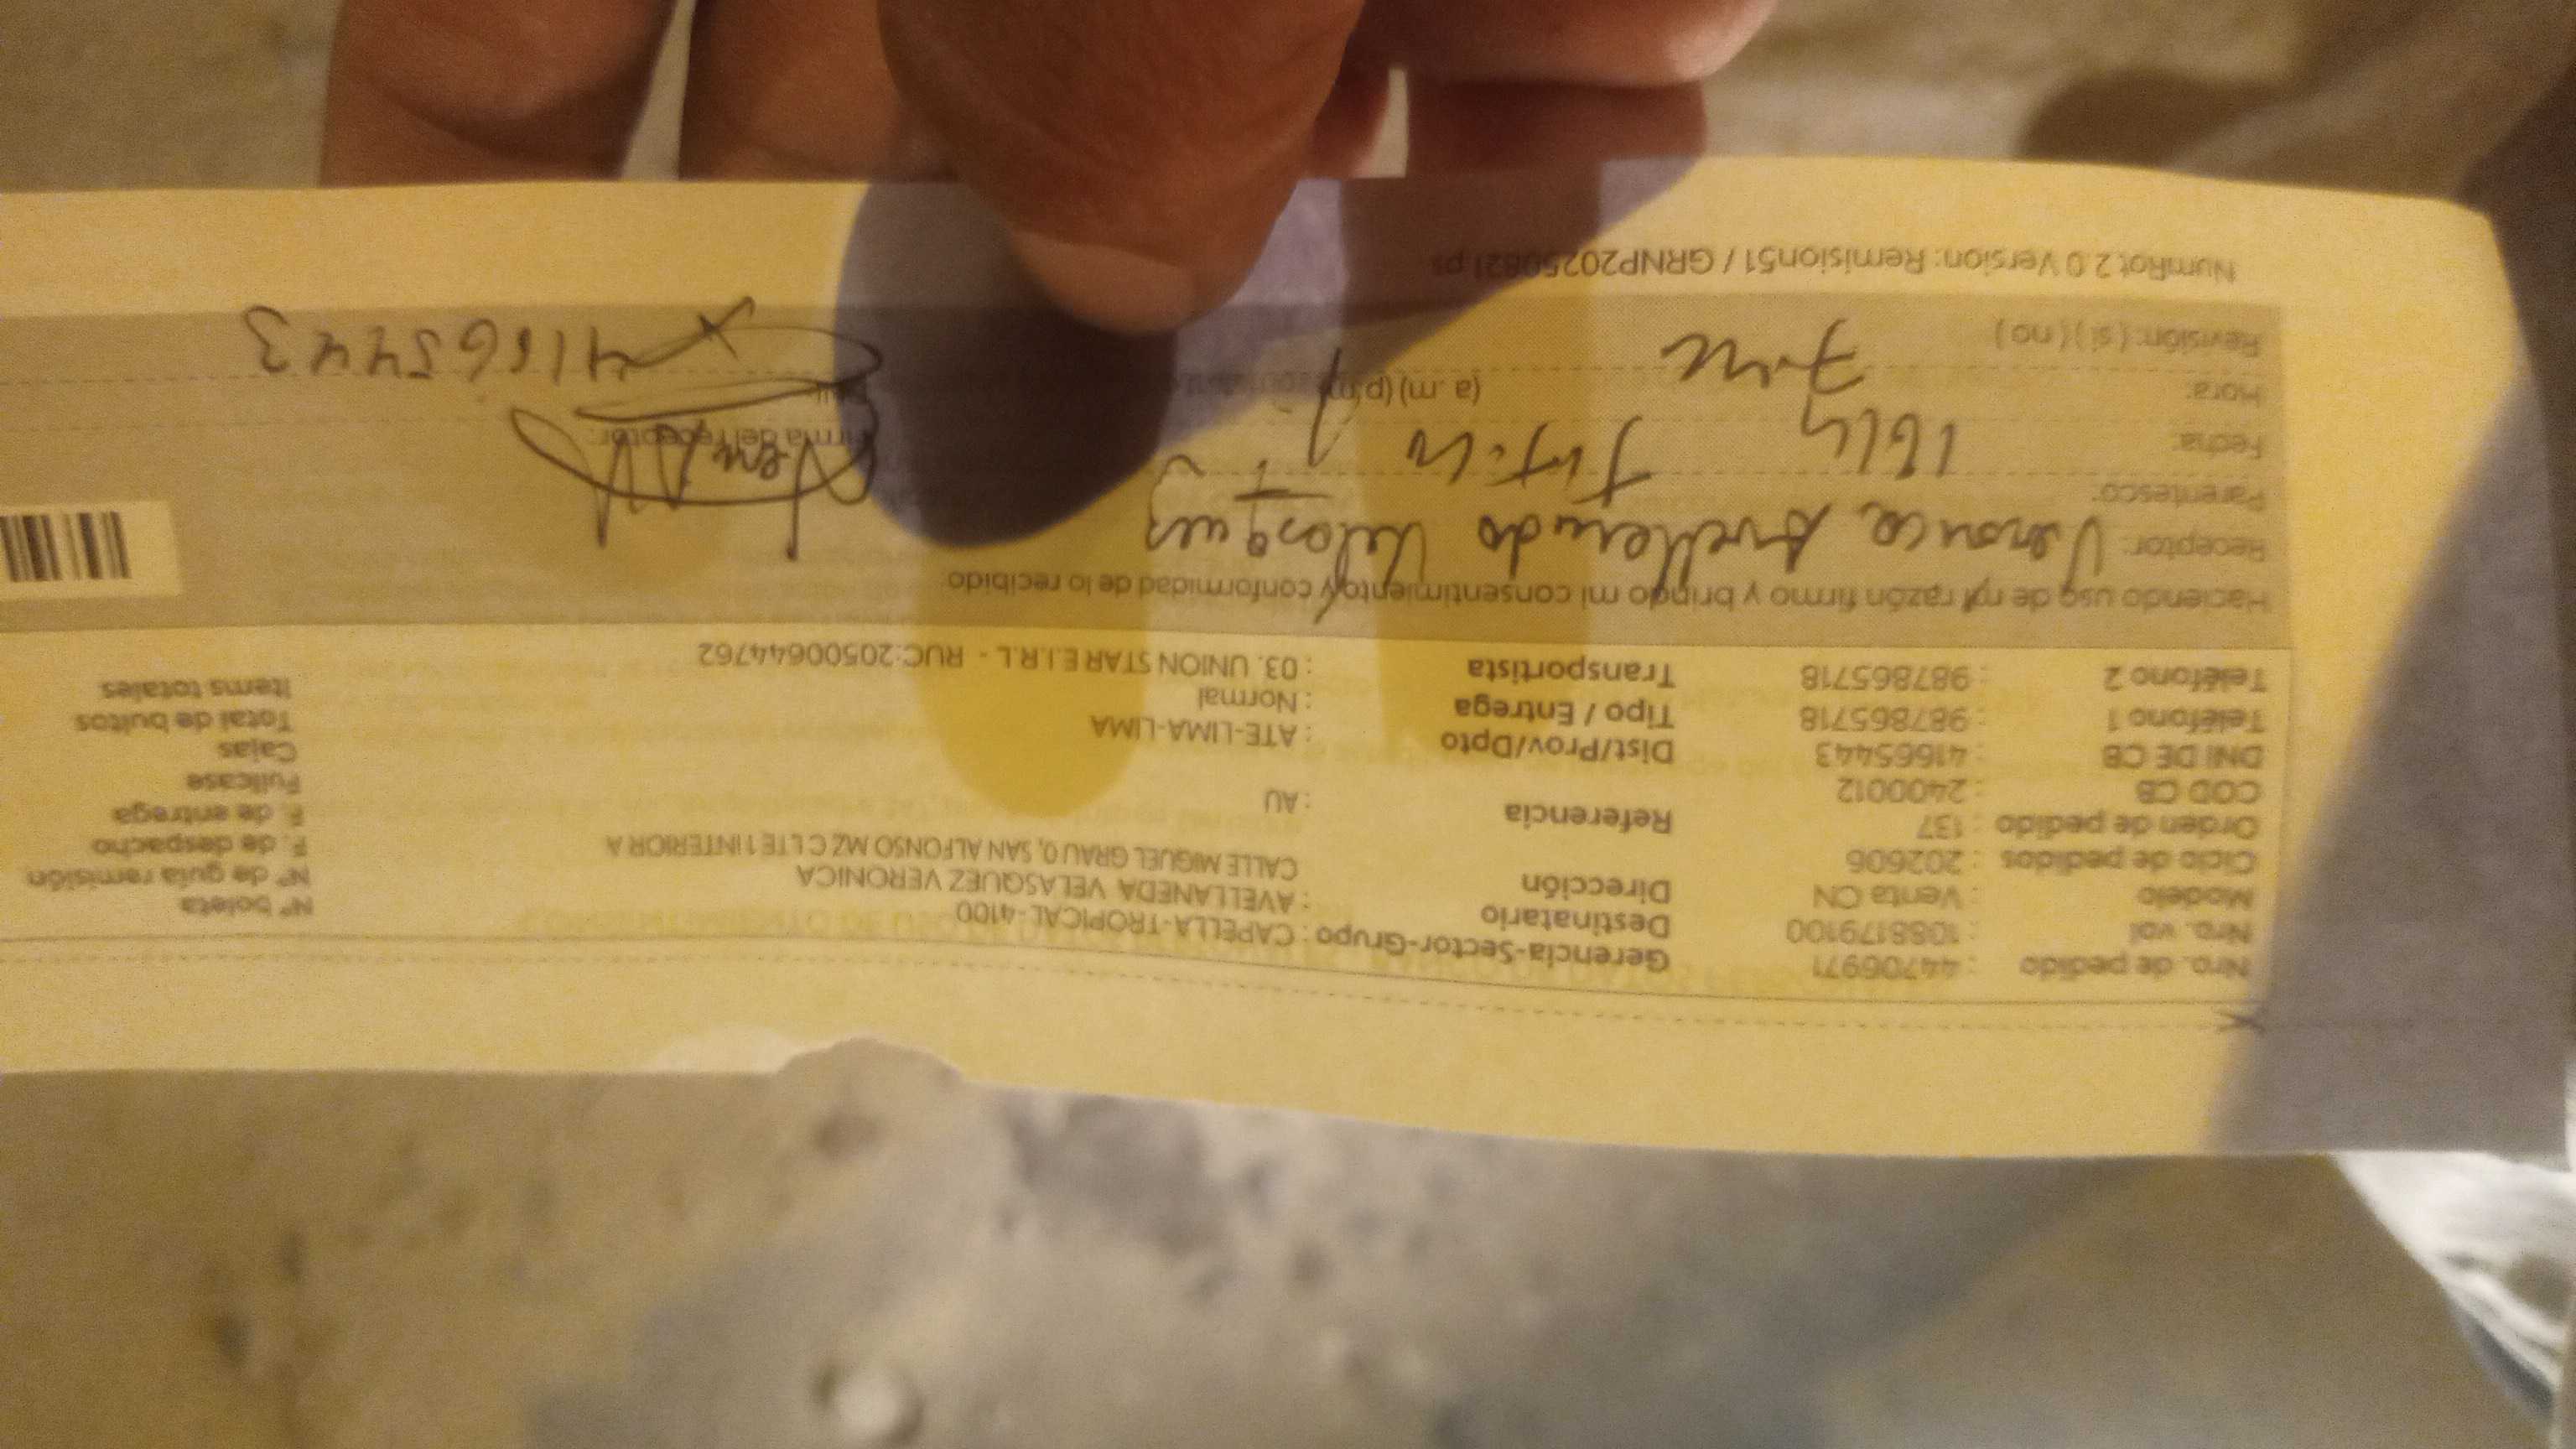 Nro. de pedido : 44706971 Gerencia-Sector-Grupo : CAPELLA-TROPICAL-4100 N° boleta
Nro. vol : 1088179100 Destinatario : AVELLANEDA VELASQUEZ VERONICA N° de guía remisión
Modelo : Venta CN Dirección CALLE MIGUEL GRAU 0, SAN ALFONSO MZ C LTE 1 INTERIOR A F. de despacho
Ciclo de pedidos : 202606 F. de entrega
Orden de pedido : 137 Referencia : AU Fullcase
COD CB : 2400012 Cajas
DNI DE CB : 41665443 Dist/Prov/Dpto : ATE-LIMA-LIMA Total de bultos
Teléfono 1 : 987865718 Tipo / Entrega : Normal Items totales
Teléfono 2 : 987865718 Transportista : 03. UNION STAR E.I.R.L - RUC:20500644762
Haciendo uso de mi razón firmo y brindo mi consentimiento y conformidad de lo recibido
Receptor: Velasquez
Parentesco:
Fecha: Firma del receptor:
Hora: (a. m) (p.m)
Revisión: ( si ) ( no ) 41665443
NumRot 2.0 Version: Remision51 / GRNP20250821